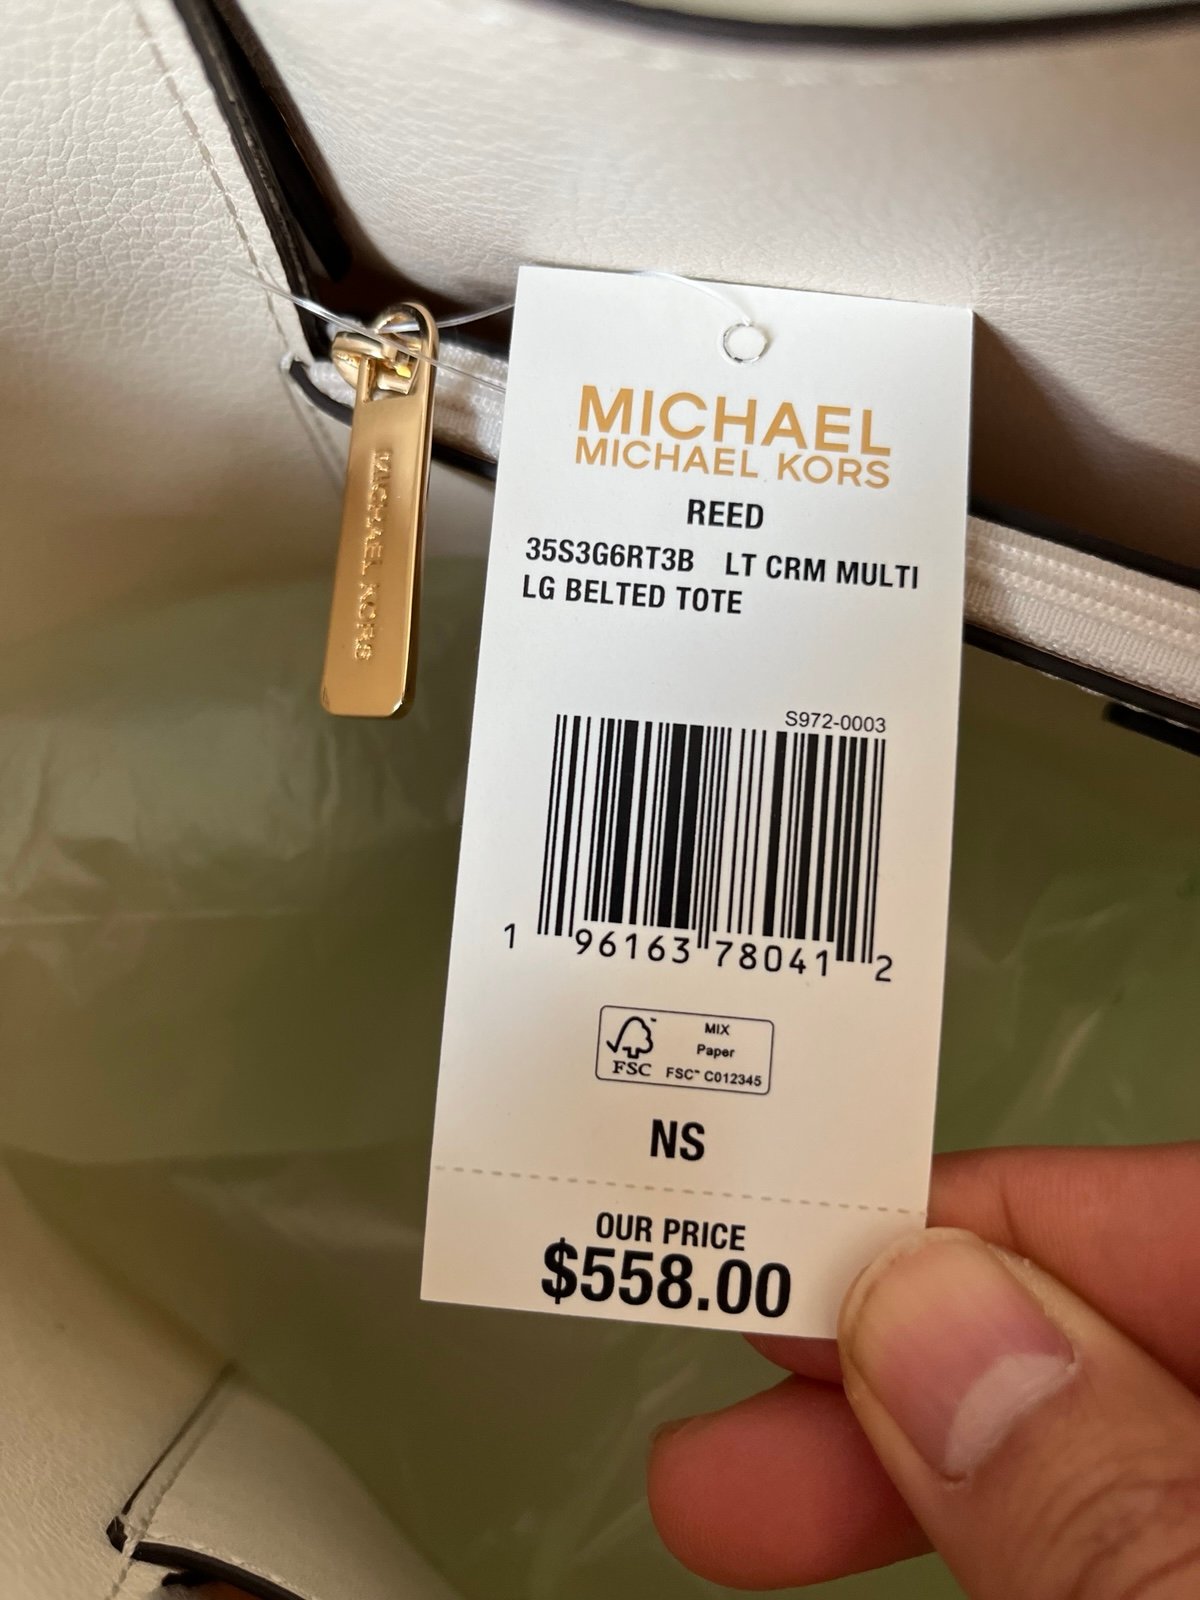 MICHAEL KORS
MICHAEL
MICHAEL KORS
REED
35S3G6RT3B LT CRM MULTI
LG BELTED TOTE
S972-0003
1 96163 78041 2
MIX
Paper
FSC™ C012345
FSC
NS
OUR PRICE
$558.00